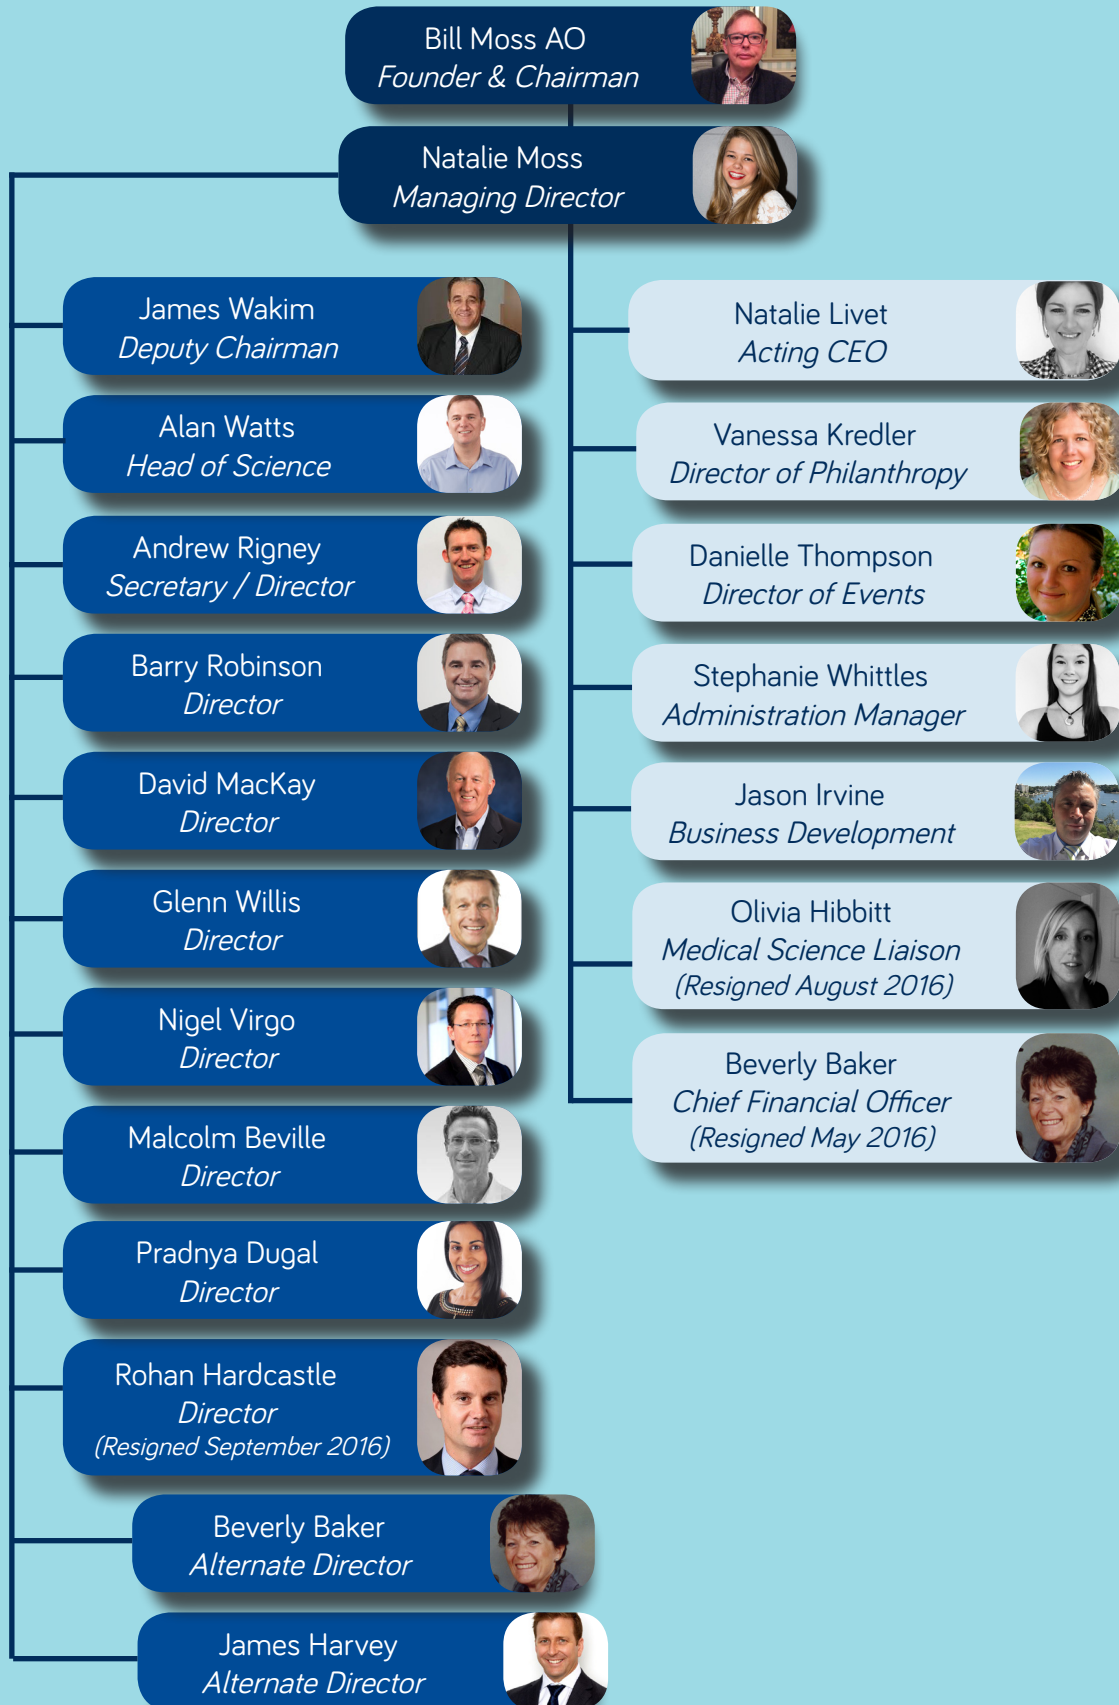 Bill Moss AO
Founder & Chairman
Natalie Moss
Managing Director
James Wakim
Deputy Chairman
Alan Watts
Head of Science
Andrew Rigney
Secretary / Director
Barry Robinson
Director
David MacKay
Director
Glenn Willis
Director
Nigel Virgo
Director
Malcolm Beville
Director
Pradnya Dugal
Director
Rohan Hardcastle
Director
(Resigned September 2016)
Beverly Baker
Alternate Director
James Harvey
Alternate Director
Natalie Livet
Acting CEO
Vanessa Kredler
Director of Philanthropy
Danielle Thompson
Director of Events
Stephanie Whittles
Administration Manager
Jason Irvine
Business Development
Olivia Hibbitt
Medical Science Liaison
(Resigned August 2016)
Beverly Baker
Chief Financial Officer
(Resigned May 2016)